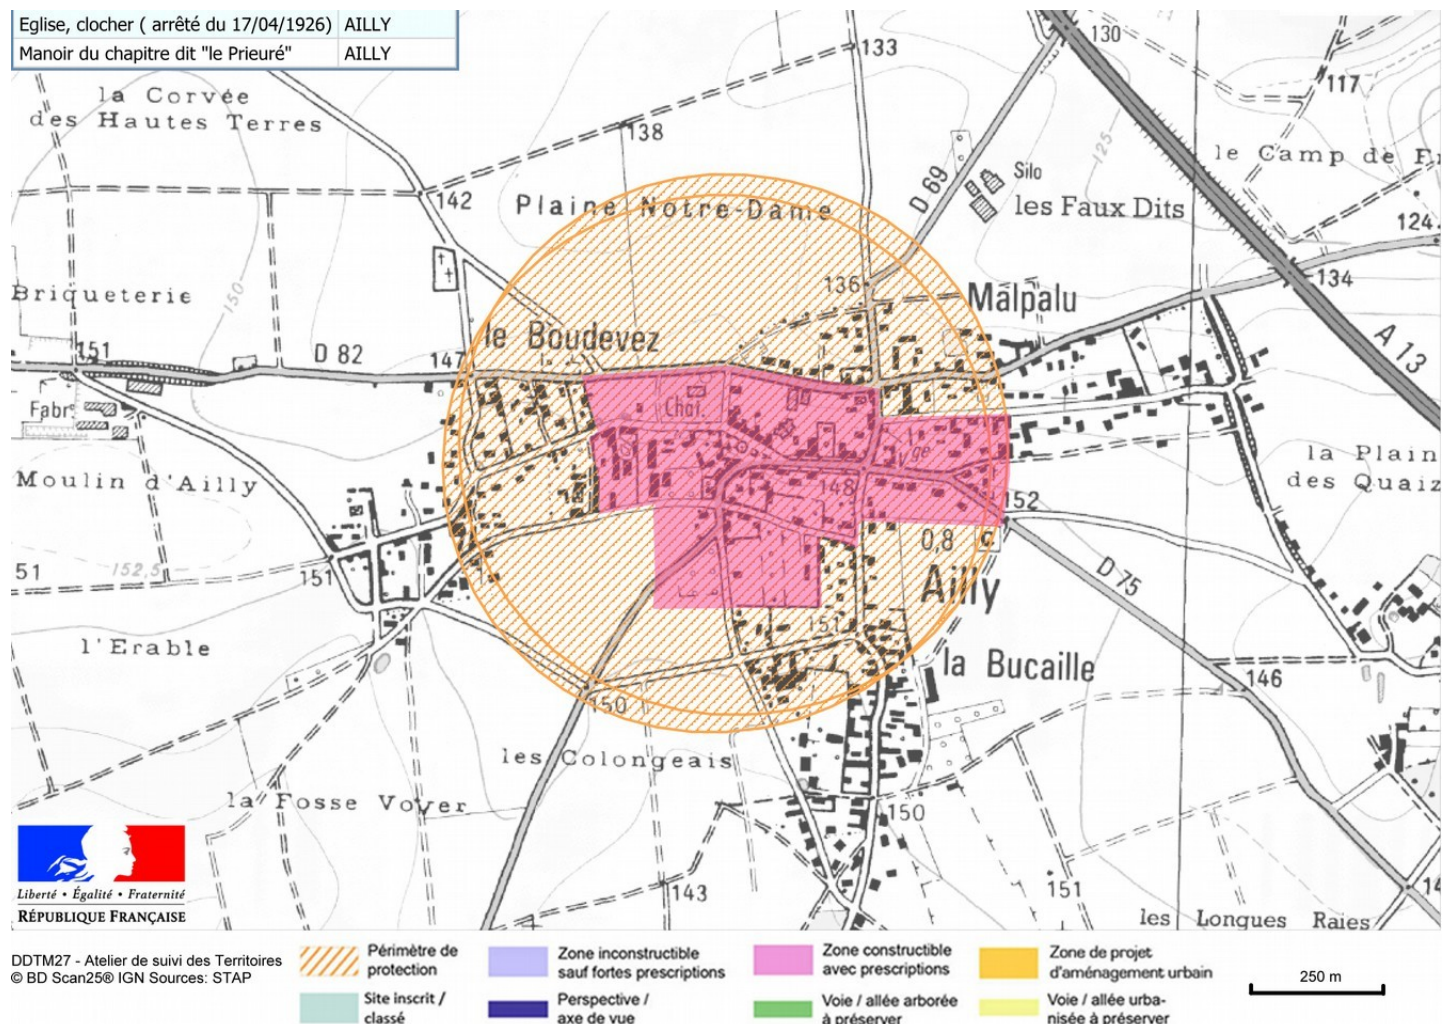 Eglise, clocher ( arrêté du 17/04/1926) AILLY
Manoir du chapitre dit "le Prieuré" AILLY
130
133
117
la Corvée
des Hautes Terres
138
125
le Camp de
Silo
142
Plaine Notre-Dame
D 69
les Faux Dits
124
136
134
Briqueterie
150
Malpalu
le Boudevez
151
D 82
147
A 13
Fabr
Chat.
Vge
la Plain
des Quaiz
Moulin d'Ailly
148
152
0,8
D 75
51
152,5
151
Ailly
151
l'Erable
la Bucaille
146
150
les Colongeais
la Fosse Voyer
150
143
151
14
les Longues Raies
Liberté • Égalité • Fraternité
RÉPUBLIQUE FRANÇAISE
DDTM27 - Atelier de suivi des Territoires
© BD Scan25® IGN Sources: STAP
Périmètre de
protection
Zone inconstructible
sauf fortes prescriptions
Zone constructible
avec prescriptions
Zone de projet
d'aménagement urbain
250 m
Site inscrit /
classé
Perspective /
axe de vue
Voie / allée arborée
à préserver
Voie / allée urba-
nisée à préserver